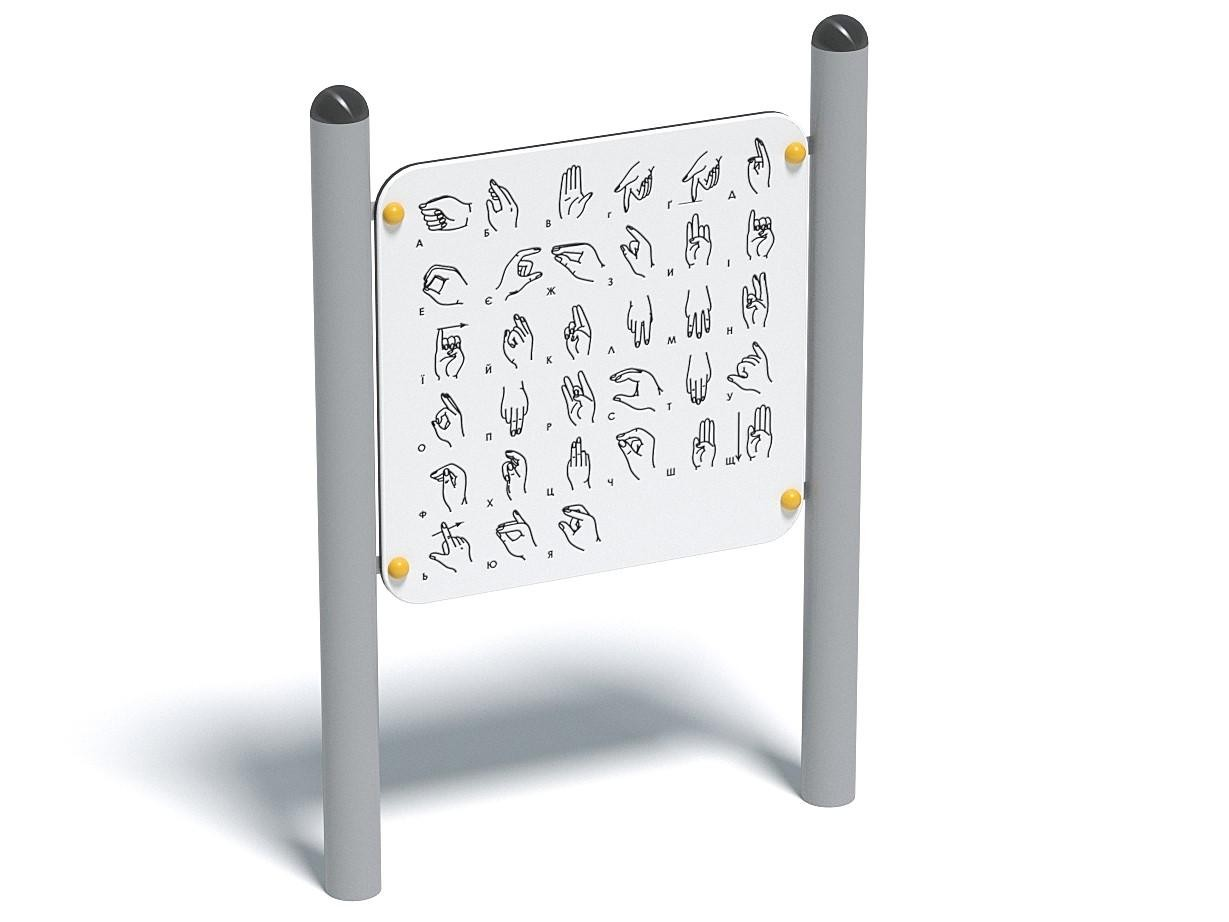 А Б В Г Ґ Д
Е Є Ж З И І
Ї Й К Л М Н
О П Р С Т У
Ф Х Ц Ч Ш Щ
Ь Ю Я